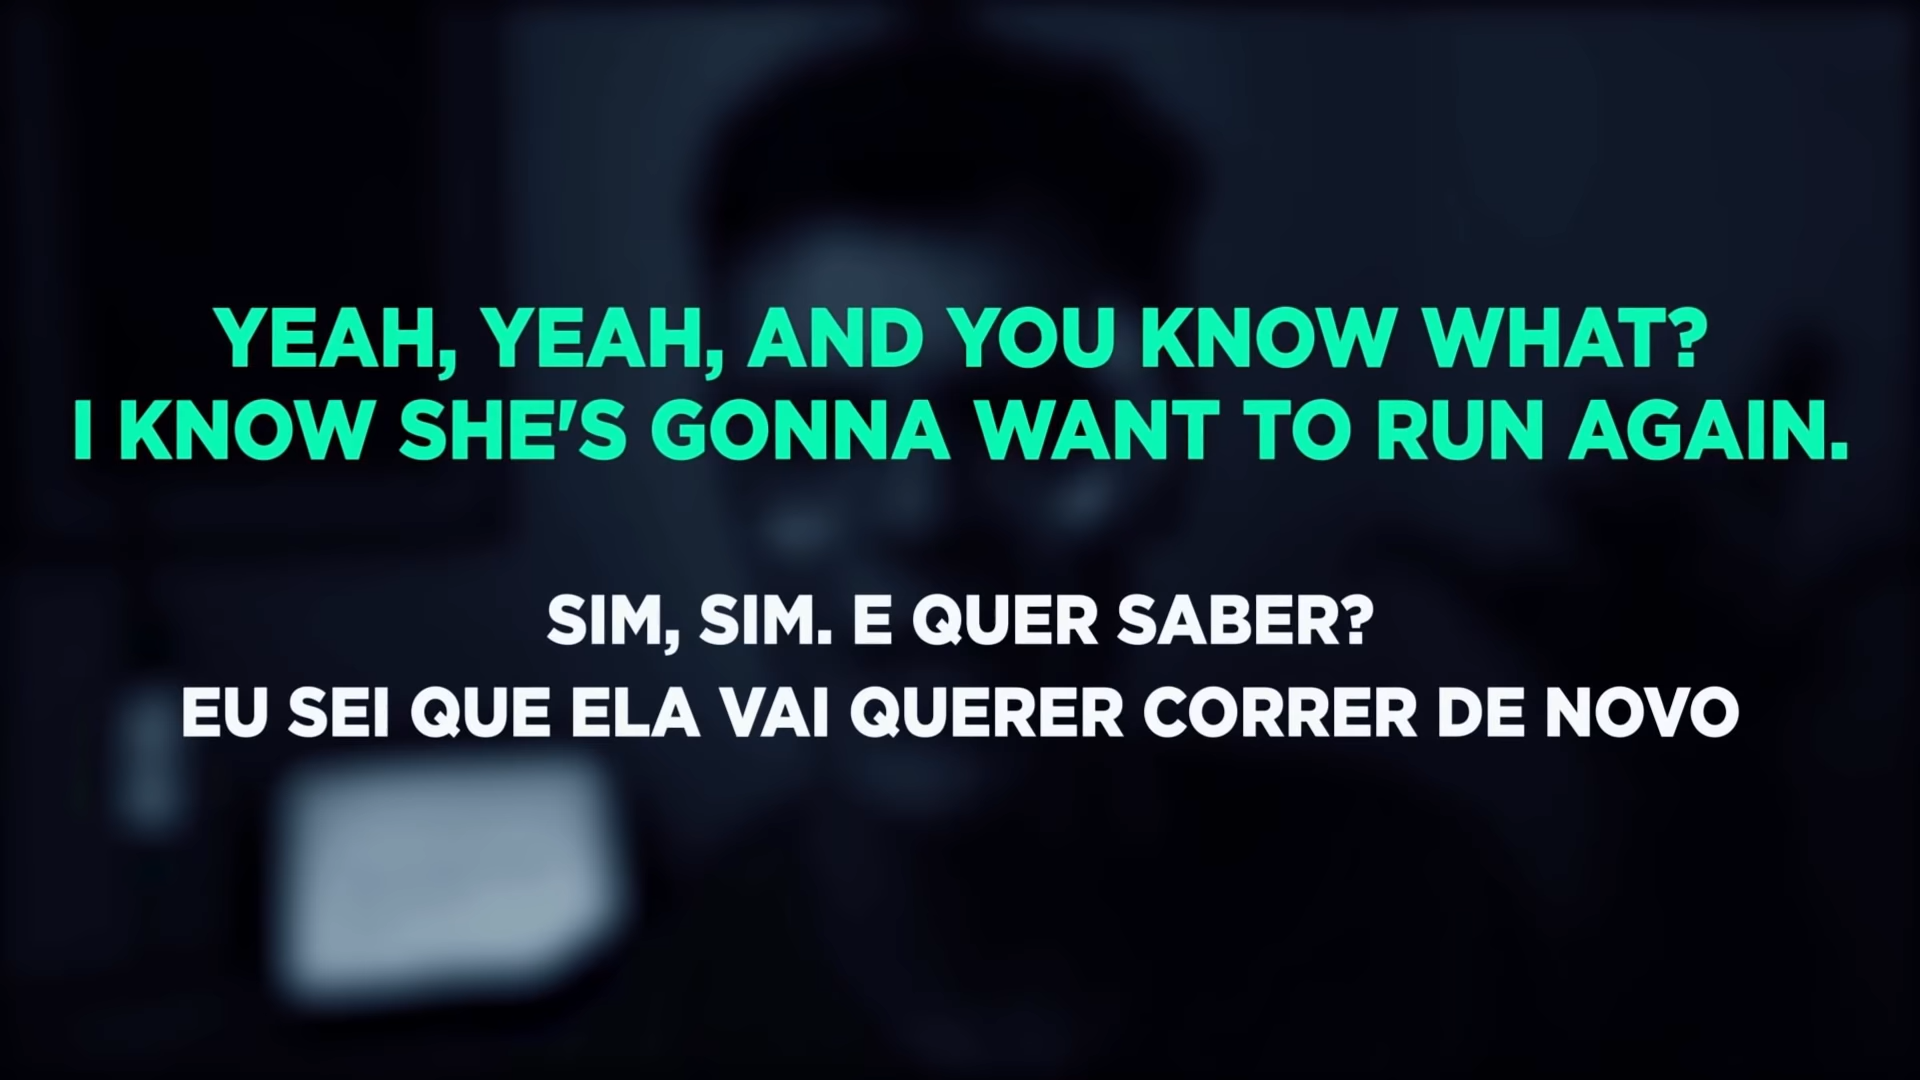 YEAH, YEAH, AND YOU KNOW WHAT?
I KNOW SHE'S GONNA WANT TO RUN AGAIN.
SIM, SIM. E QUER SABER?
EU SEI QUE ELA VAI QUERER CORRER DE NOVO